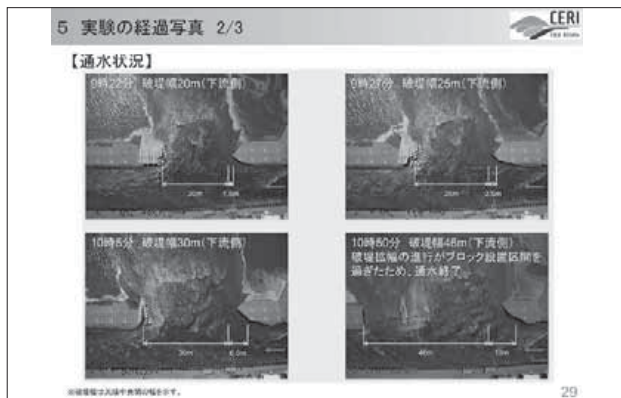 5 実験の経過写真 2/3
CERI
【通水状況】
9時22分 破堤幅20m(下流側)
20m
9時27分 破堤幅25m(下流側)
10時5分 破堤幅30m(下流側)
30m
6.0m
10時50分 破堤幅46m(下流側)
破堤拡幅の進行がブロック設置区間を
過ぎたため、通水終了
46m
29